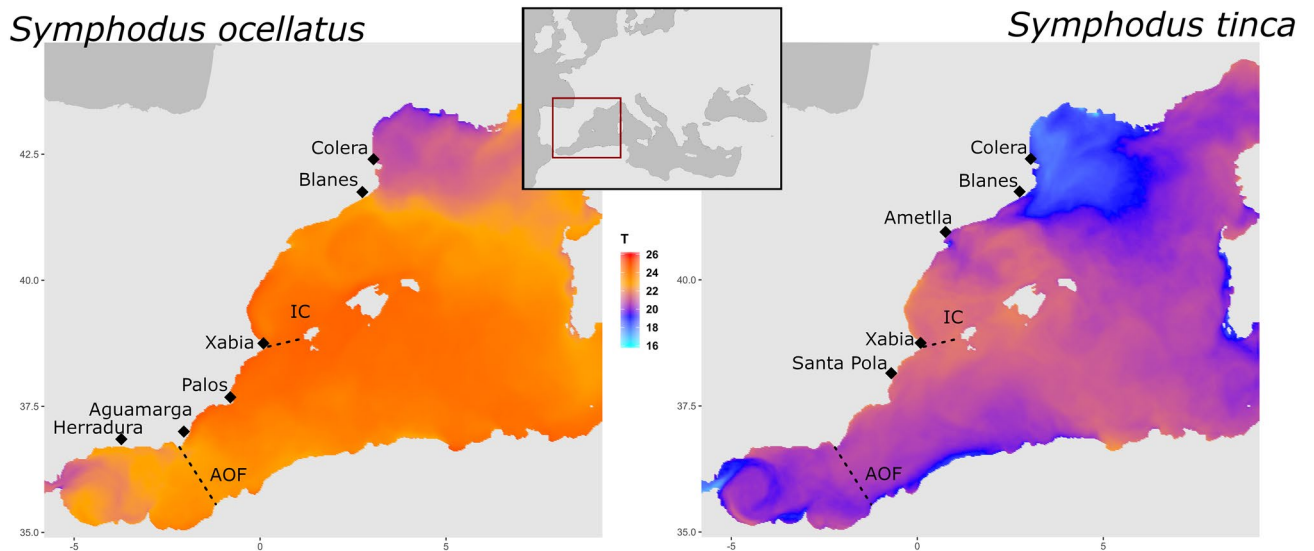 Symphodus ocellatus
Symphodus tinca
42.5
40.0
37.5
35.0
-5
0
5
Colera
Blanes
IC
Xabia
Palos
Aguamarga
Herradura
AOF
T
26
24
22
20
18
16
42.5
40.0
37.5
35.0
-5
0
5
Colera
Blanes
Ametlla
IC
Xabia
Santa Pola
AOF